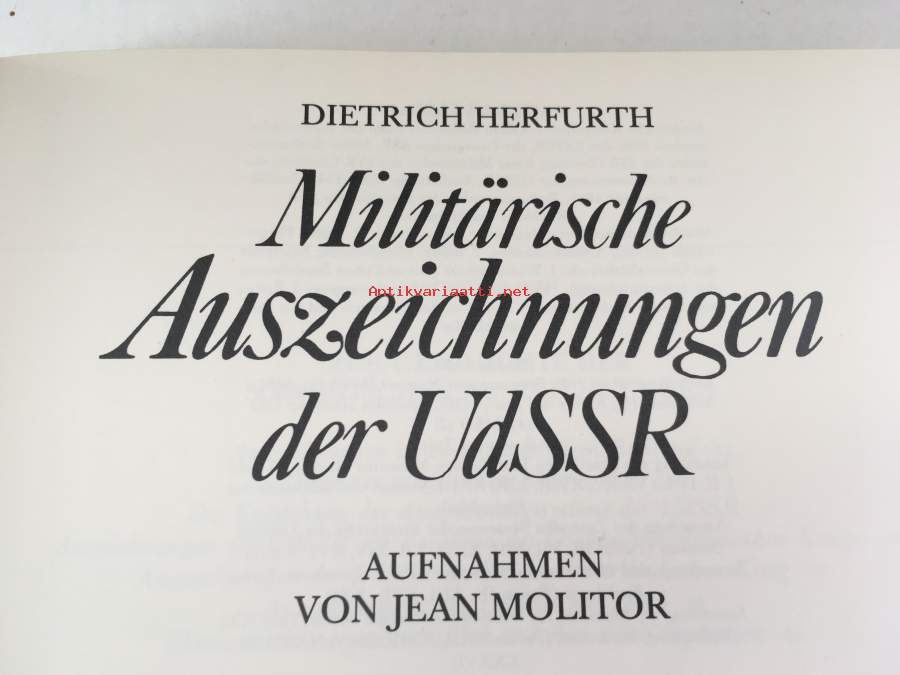 DIETRICH HERFURTH
Militärische
Auszeichnungen
Antikvariaatti.net
der UdSSR
AUFNAHMEN
VON JEAN MOLITOR